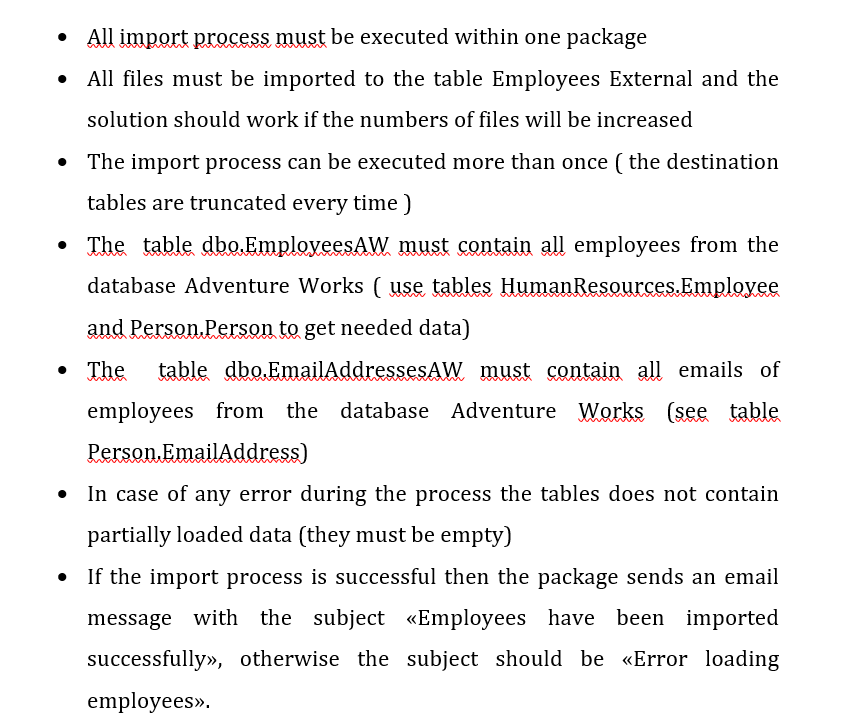 • All import process must be executed within one package
• All files must be imported to the table Employees External and the
solution should work if the numbers of files will be increased
• The import process can be executed more than once ( the destination
tables are truncated every time )
• The table dbo.EmployeesAW must contain all employees from the
database Adventure Works ( use tables HumanResources.Employee
and Person.Person to get needed data)
• The table dbo.EmailAddressesAW must contain all emails of
employees from the database Adventure Works (see table
Person.EmailAddress)
• In case of any error during the process the tables does not contain
partially loaded data (they must be empty)
• If the import process is successful then the package sends an email
message with the subject «Employees have been imported
successfully», otherwise the subject should be «Error loading
employees».